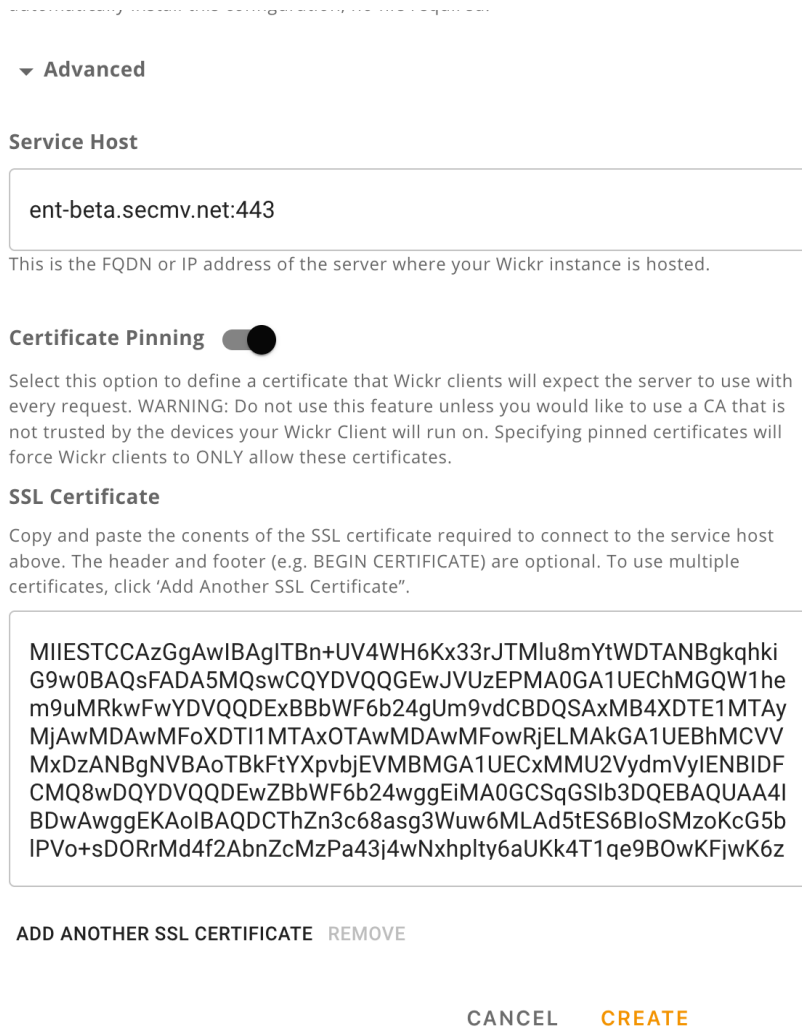 Advanced
Service Host
ent-beta.secmv.net:443
This is the FQDN or IP address of the server where your Wickr instance is hosted.
Certificate Pinning
Select this option to define a certificate that Wickr clients will expect the server to use with
every request. WARNING: Do not use this feature unless you would like to use a CA that is
not trusted by the devices your Wickr Client will run on. Specifying pinned certificates will
force Wickr clients to ONLY allow these certificates.
SSL Certificate
Copy and paste the conents of the SSL certificate required to connect to the service host
above. The header and footer (e.g. BEGIN CERTIFICATE) are optional. To use multiple
certificates, click ‘Add Another SSL Certificate”.
MIIESTCCAzGgAwIBAgITBn+UV4WH6Kx33rJTMlu8mYtWDTANBgkqhki
G9w0BAQsFADA5MQswCQYDVQQGEwJVUzEPMA0GA1UEChMGQW1he
m9uMRkwFwYDVQQDExBBbWF6b24gUm9vdCBDQSAxMB4XDTE1MTAy
MjAwMDAwMFoXDTI1MTAxOTAwMDAwMFowRjELMAkGA1UEBhMCVV
MxDzANBgNVBAoTBkFtYXpvbjEVMBMGA1UECxMMU2VydmVyIENBIDF
CMQ8wDQYDVQQDEwZBbWF6b24wggEiMA0GCSqGSIb3DQEBAQUAA4I
BDwAwggEKAoIBAQDCThZn3c68asg3Wuw6MLAd5tES6BIoSMzoKcG5b
lPVo+sDORrMd4f2AbnZcMzPa43j4wNxhplty6aUKk4T1qe9BOwKFjwK6z
ADD ANOTHER SSL CERTIFICATE REMOVE
CANCEL CREATE